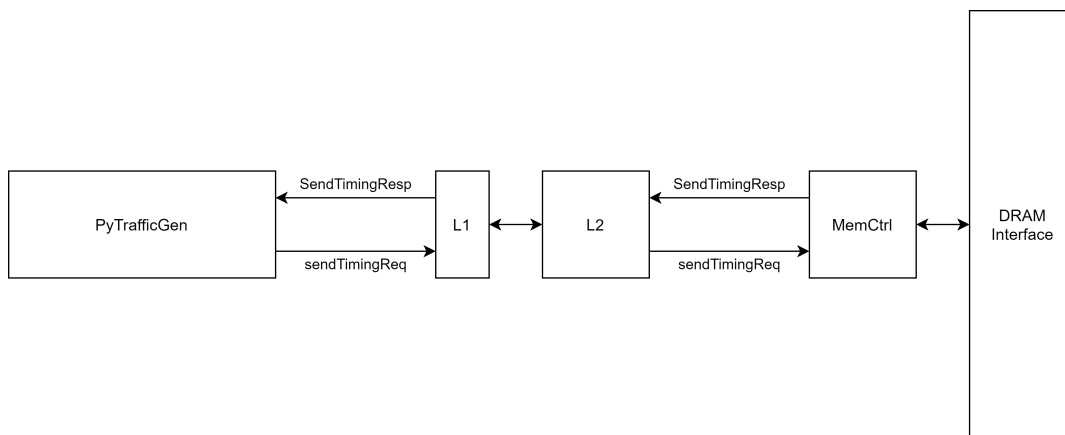 SendTimingResp
SendTimingResp
PyTrafficGen
L1
L2
MemCtrl
DRAM
Interface
sendTimingReq
sendTimingReq